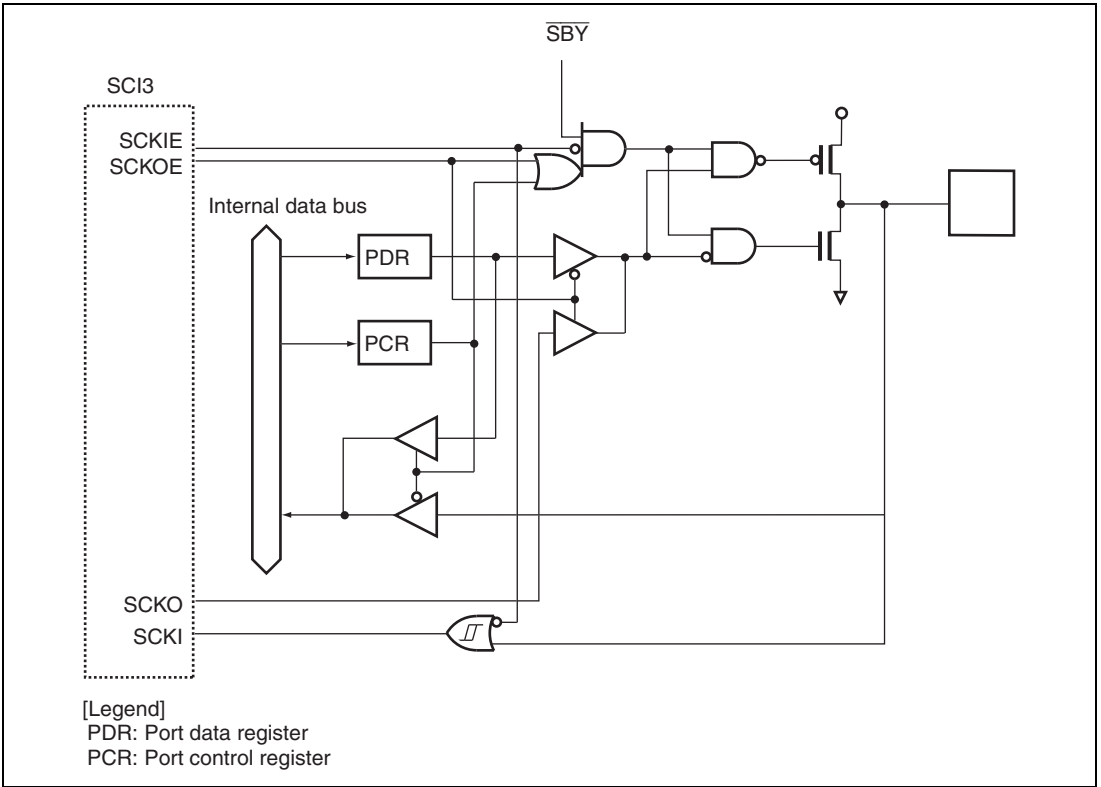 SBY
SCI3
SCKIE
SCKOE
Internal data bus
PDR
PCR
SCKO
SCKI
[Legend]
PDR: Port data register
PCR: Port control register